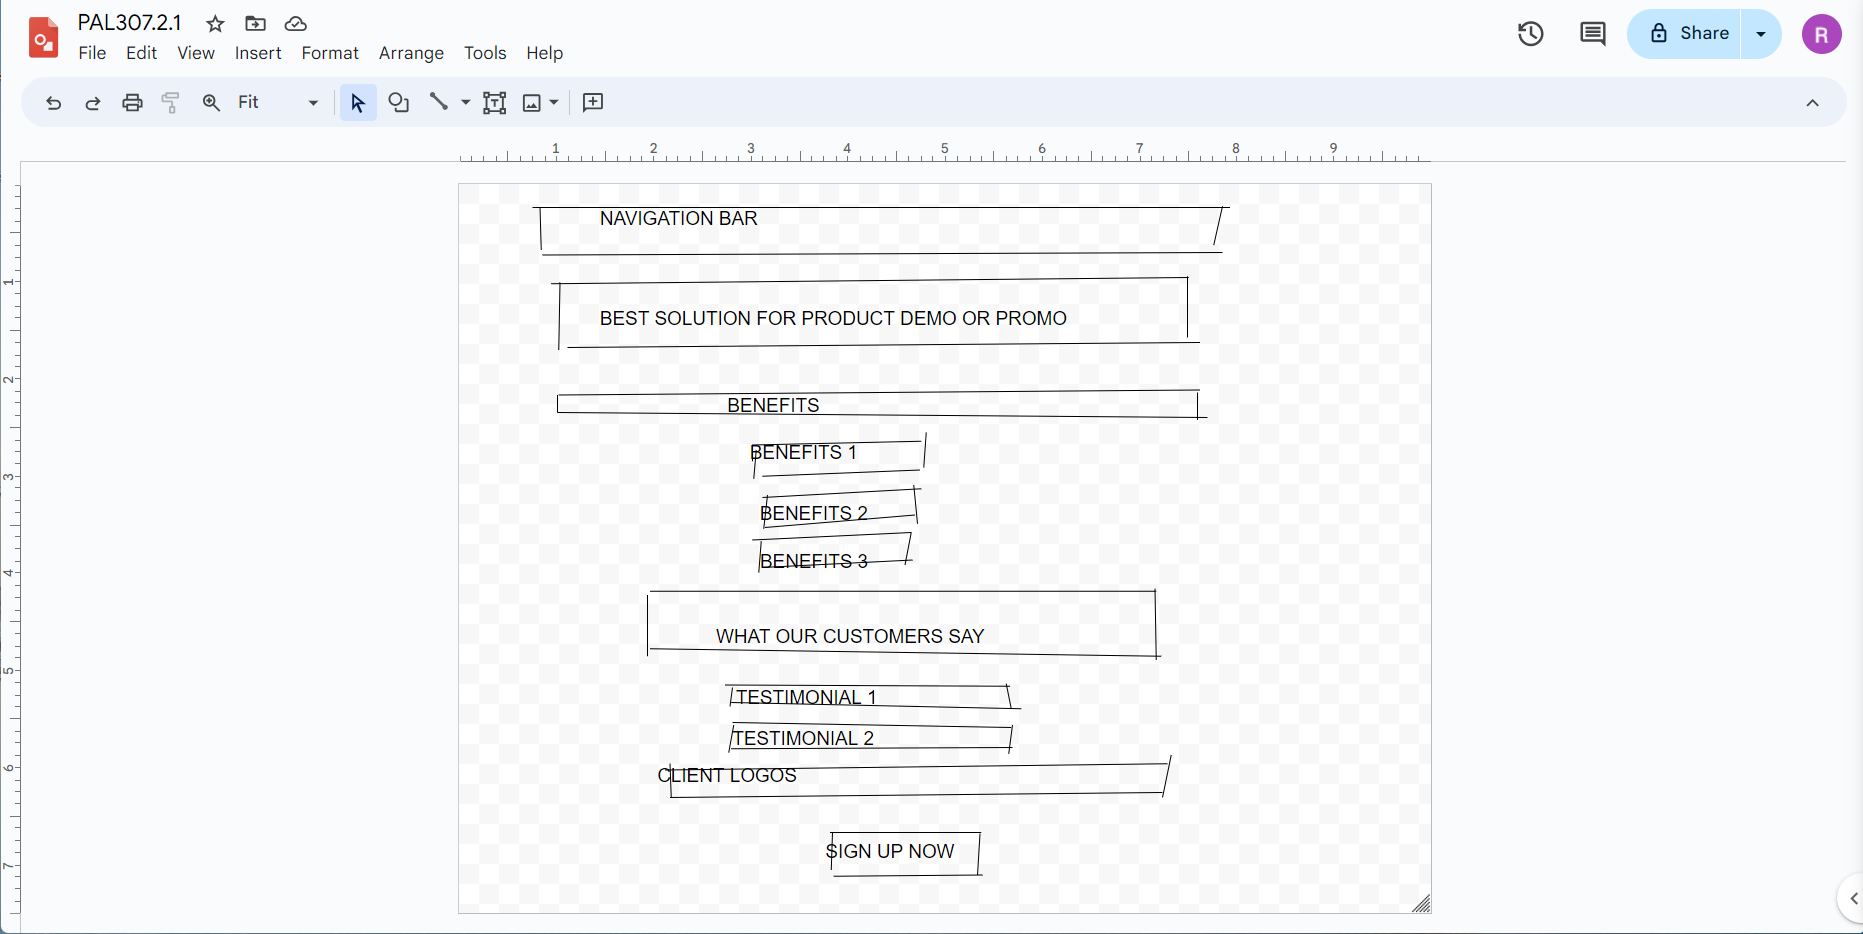 PAL307.2.1
File Edit View Insert Format Arrange Tools Help
Share
R
Fit
1 2 3 4 5 6 7 8 9
NAVIGATION BAR
1
BEST SOLUTION FOR PRODUCT DEMO OR PROMO
2
BENEFITS
BENEFITS 1
3
BENEFITS 2
BENEFITS 3
4
WHAT OUR CUSTOMERS SAY
5
TESTIMONIAL 1
TESTIMONIAL 2
6
CLIENT LOGOS
SIGN UP NOW
7